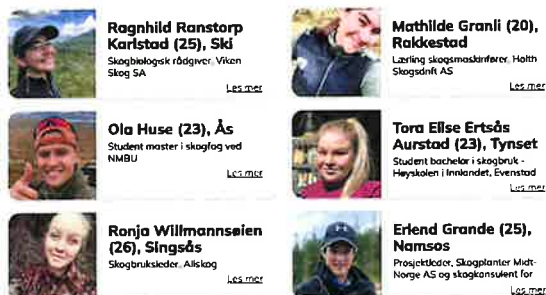 Ragnhild Ranstorp
Karlstad (25), Ski
Skogbiologisk rådgiver, Viken
Skog SA
Les mer
Mathilde Granli (20),
Rakkestad
Lærling skogsmaskinfører, Holth
Skogsdrift AS
Les mer
Ola Huse (23), Ås
Student master i skogfag ved
NMBU
Les mer
Tora Elise Ertsås
Aurstad (23), Tynset
Student bachelor i skogbruk -
Høyskolen i Innlandet, Evenstad
Les mer
Ronja Willmannsøien
(26), Singsås
Skogbruksleder, Allskog
Les mer
Erlend Grande (25),
Namsos
Prosjektleder, Skogplanter Midt-
Norge AS og skogkonsulent for
Les mer